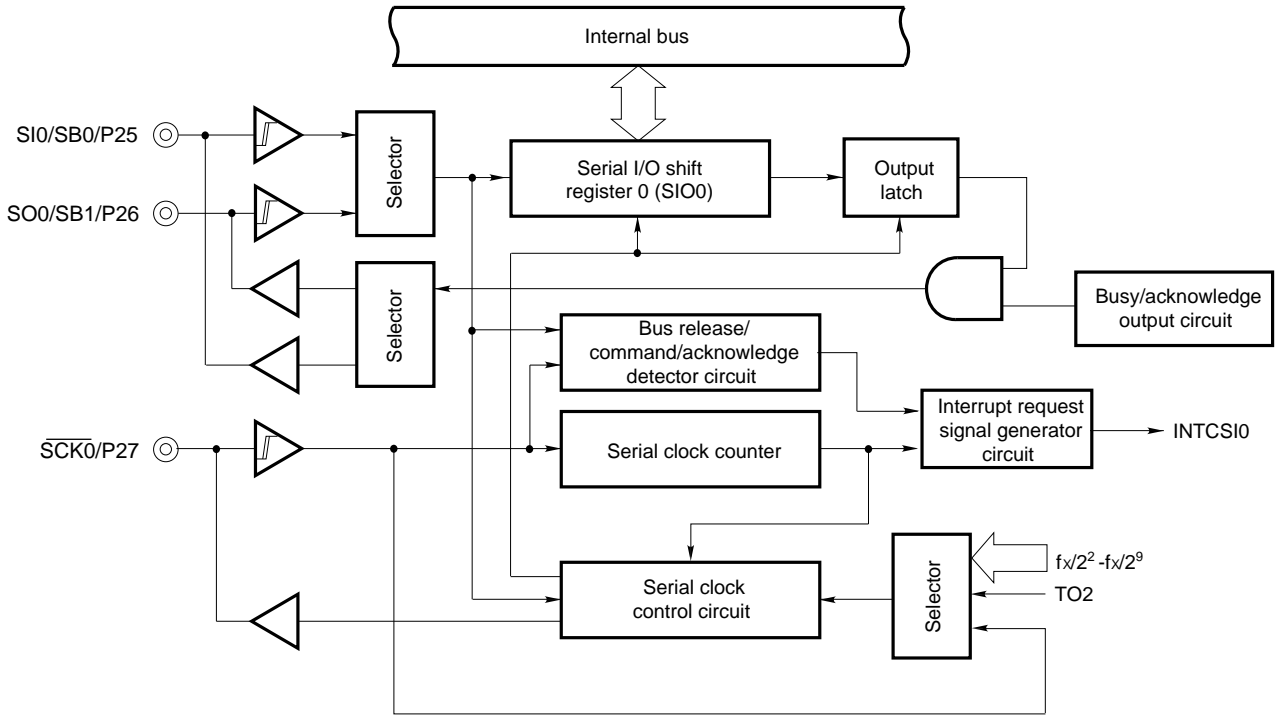 Internal bus
SI0/SB0/P25
Selector
Serial I/O shift
register 0 (SIO0)
Output
latch
SO0/SB1/P26
Selector
Busy/acknowledge
output circuit
Bus release/
command/acknowledge
detector circuit
Interrupt request
signal generator
circuit
INTCSI0
S̅C̅K̅0̅/P27
Serial clock counter
Serial clock
control circuit
Selector
fx/2² -fx/2⁹
TO2